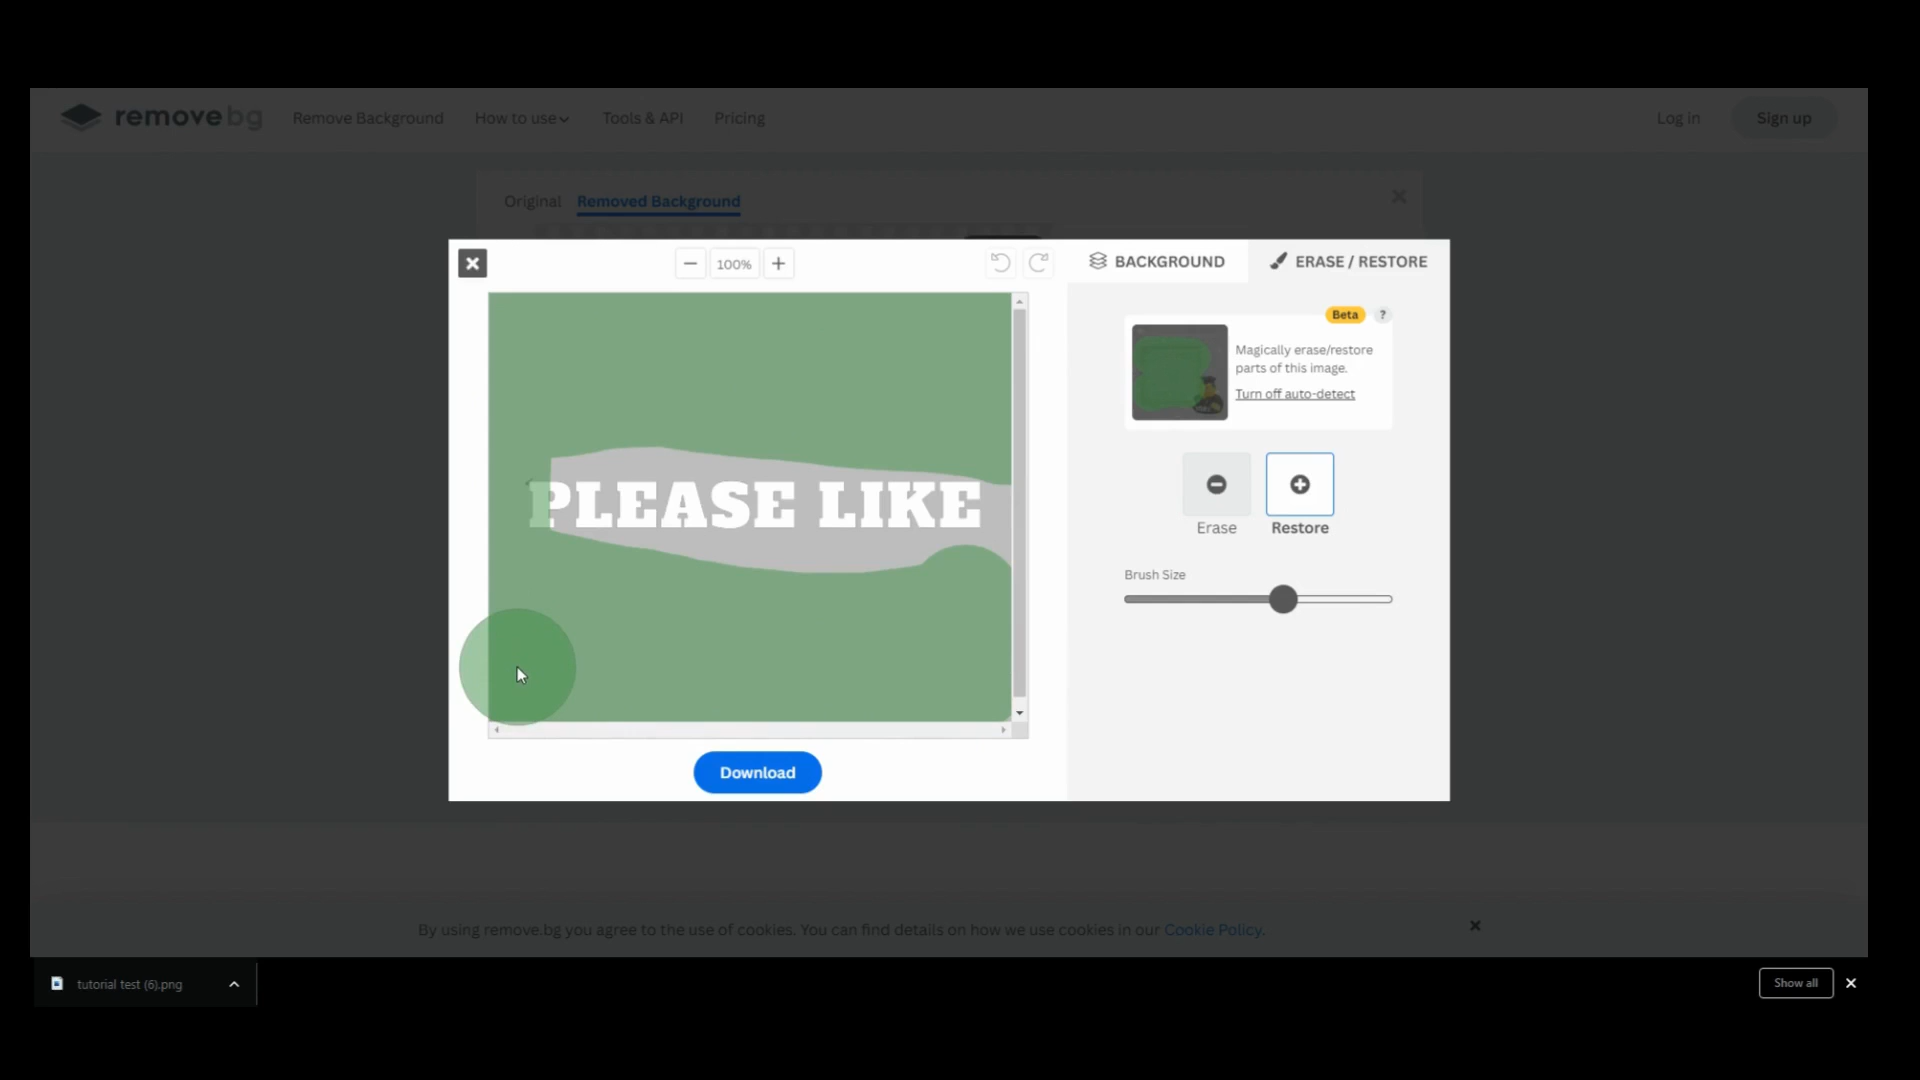 remove bg Remove Background How to use Tools & API Pricing Log in Sign up
Original Removed Background
100%
BACKGROUND ERASE / RESTORE
Beta ?
Magically erase/restore
parts of this image.
Turn off auto-detect
PLEASE LIKE
Erase Restore
Brush Size
Download
By using remove.bg you agree to the use of cookies. You can find details on how we use cookies in our Cookie Policy.
tutorial test (6).png Show all